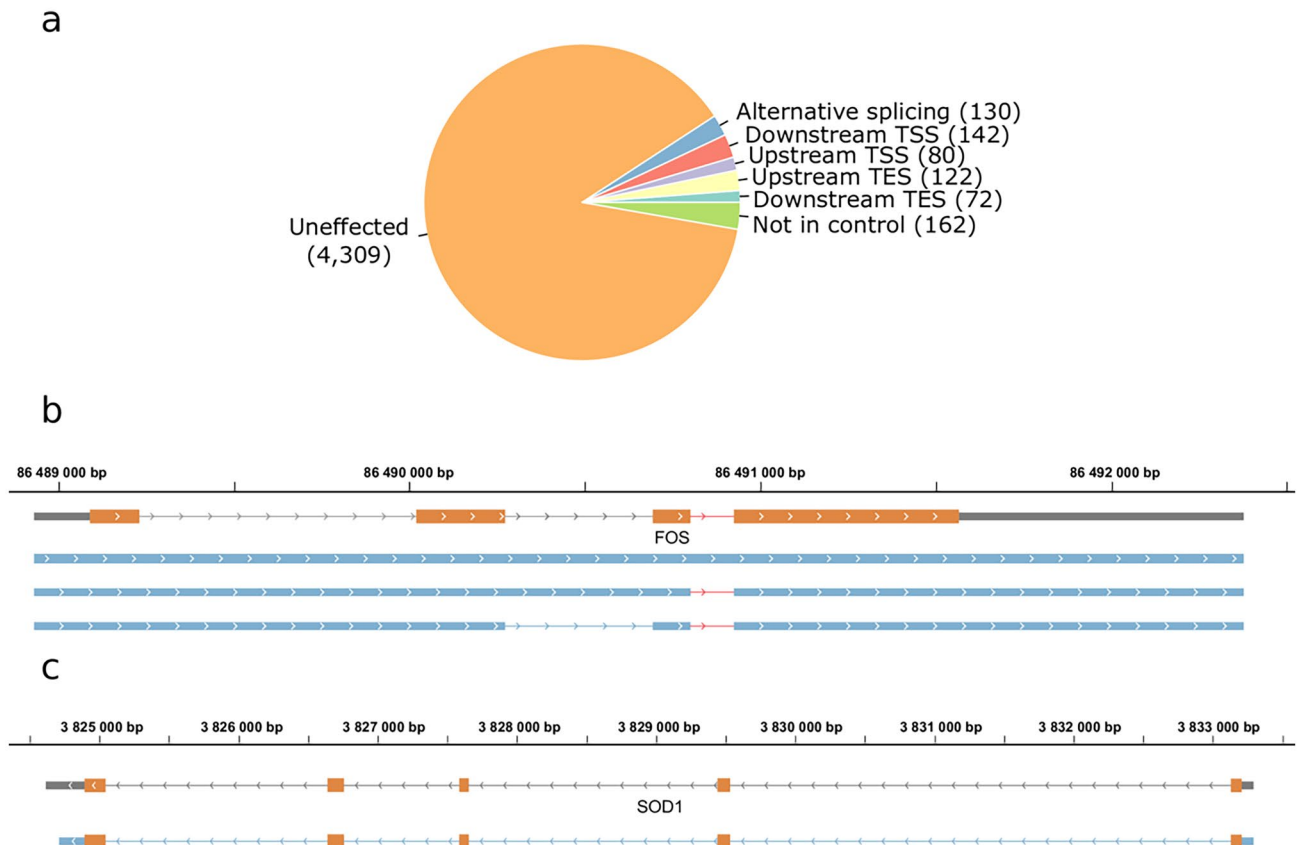 a
Alternative splicing (130)
Downstream TSS (142)
Upstream TSS (80)
Upstream TES (122)
Downstream TES (72)
Not in control (162)
Uneffected
(4,309)
b
86 489 000 bp 86 490 000 bp 86 491 000 bp 86 492 000 bp
FOS
c
3 825 000 bp 3 826 000 bp 3 827 000 bp 3 828 000 bp 3 829 000 bp 3 830 000 bp 3 831 000 bp 3 832 000 bp 3 833 000 bp
SOD1